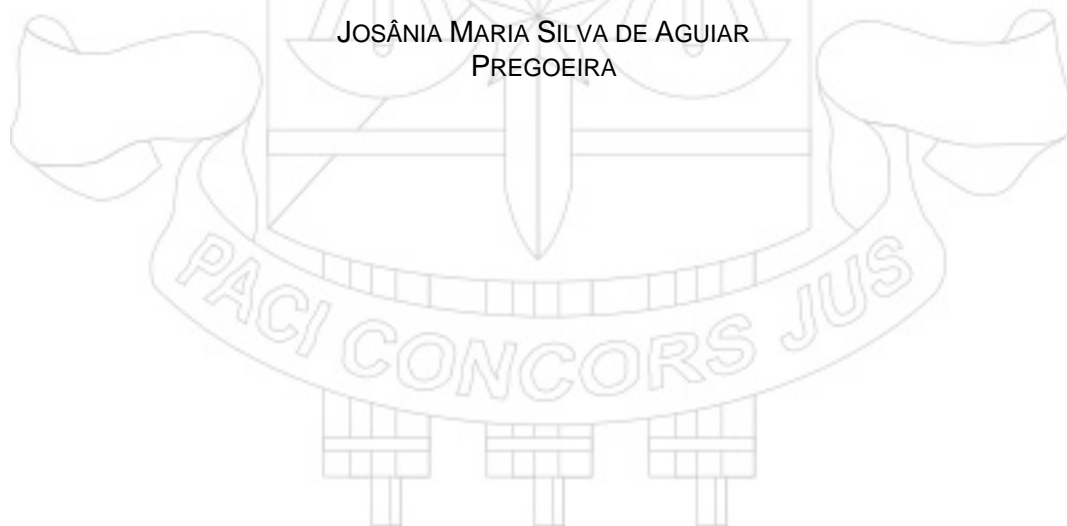 JOSÂNIA MARIA SILVA DE AGUIAR
PREGOEIRA
PACI CONCORS JUS